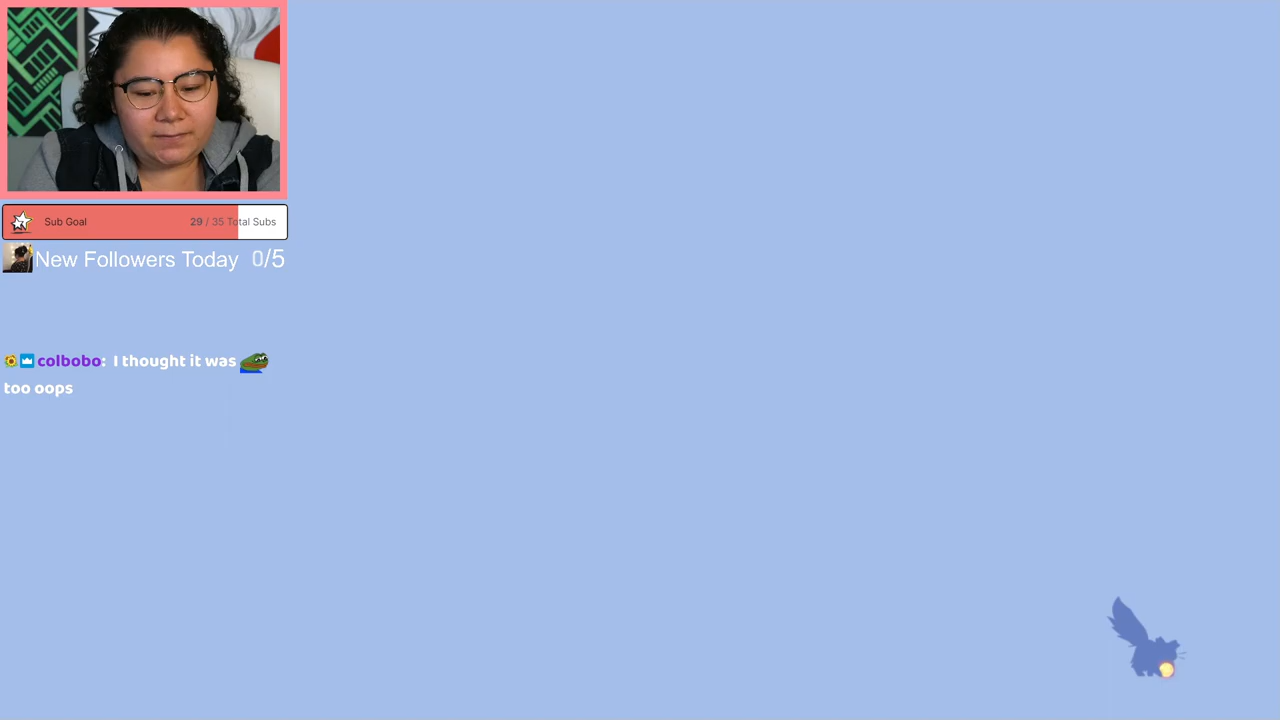 Sub Goal 29 / 35 Total Subs
New Followers Today 0/5
colbobo: I thought it was
too oops